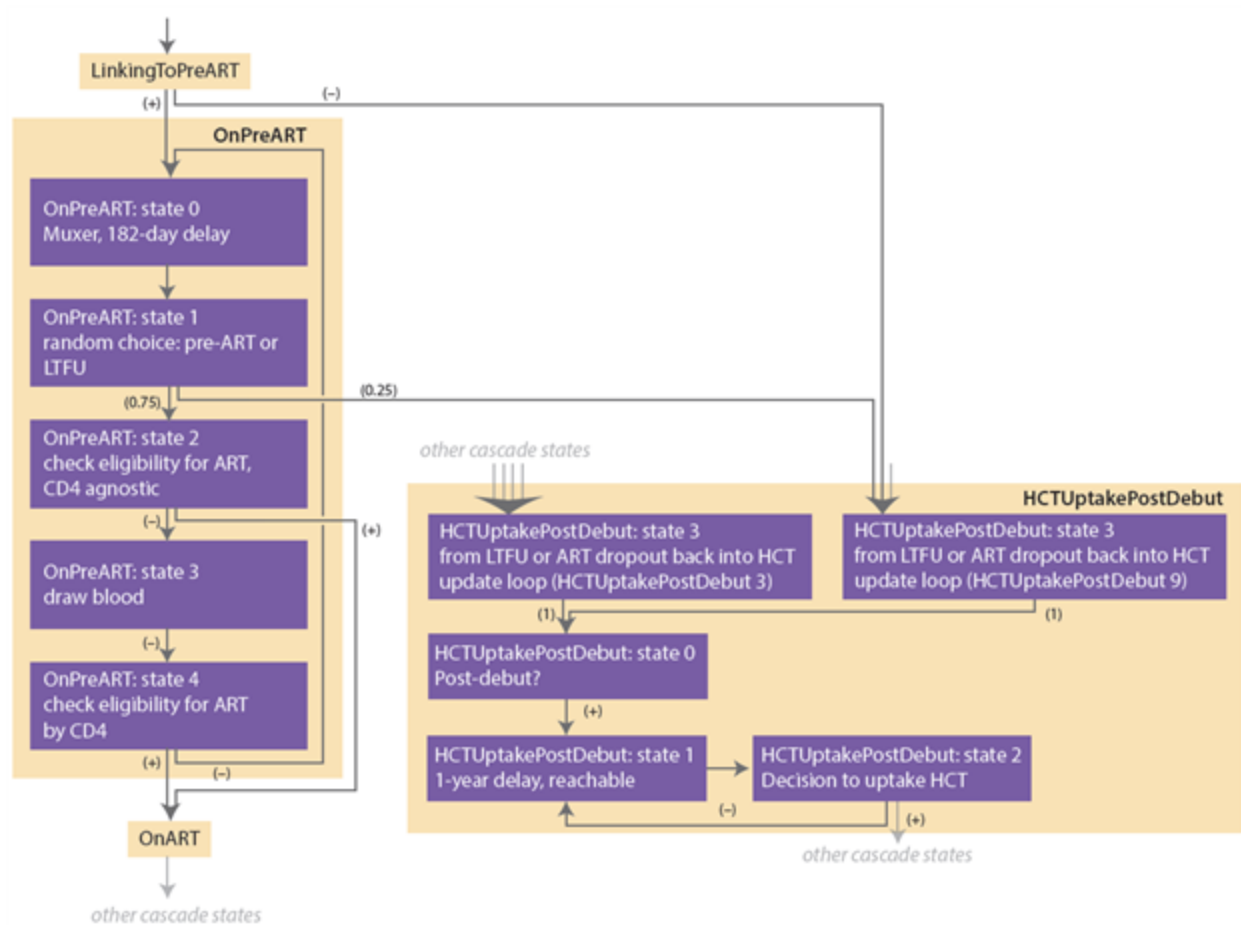 LinkingToPreART
(+)
(–)
OnPreART
OnPreART: state 0
Muxer, 182-day delay
OnPreART: state 1
random choice: pre-ART or
LTFU
(0.75)
(0.25)
OnPreART: state 2
check eligibility for ART,
CD4 agnostic
(–)
(+)
OnPreART: state 3
draw blood
(–)
OnPreART: state 4
check eligibility for ART
by CD4
(+)
(–)
OnART
other cascade states
other cascade states
HCTUptakePostDebut
HCTUptakePostDebut: state 3
from LTFU or ART dropout back into HCT
update loop (HCTUptakePostDebut 3)
HCTUptakePostDebut: state 3
from LTFU or ART dropout back into HCT
update loop (HCTUptakePostDebut 9)
(1)
(1)
HCTUptakePostDebut: state 0
Post-debut?
(+)
HCTUptakePostDebut: state 1
1-year delay, reachable
HCTUptakePostDebut: state 2
Decision to uptake HCT
(–)
(+)
other cascade states